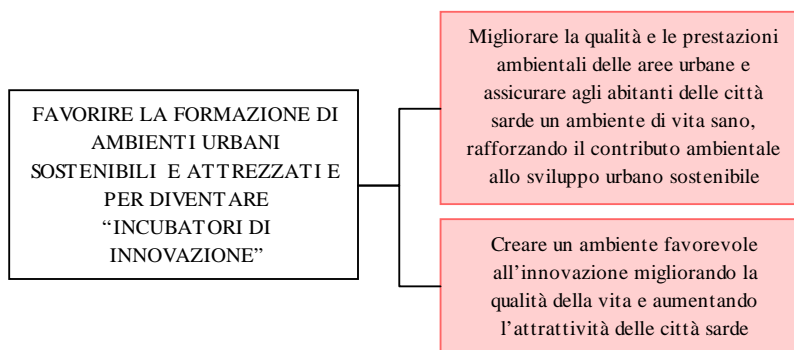 FAVORIRE LA FORMAZIONE DI
AMBIENTI URBANI
SOSTENIBILI E ATTREZZATI E
PER DIVENTARE
“INCUBATORI DI
INNOVAZIONE”
Migliorare la qualità e le prestazioni
ambientali delle aree urbane e
assicurare agli abitanti delle città
sarde un ambiente di vita sano,
rafforzando il contributo ambientale
allo sviluppo urbano sostenibile
Creare un ambiente favorevole
all’innovazione migliorando la
qualità della vita e aumentando
l’attrattività delle città sarde